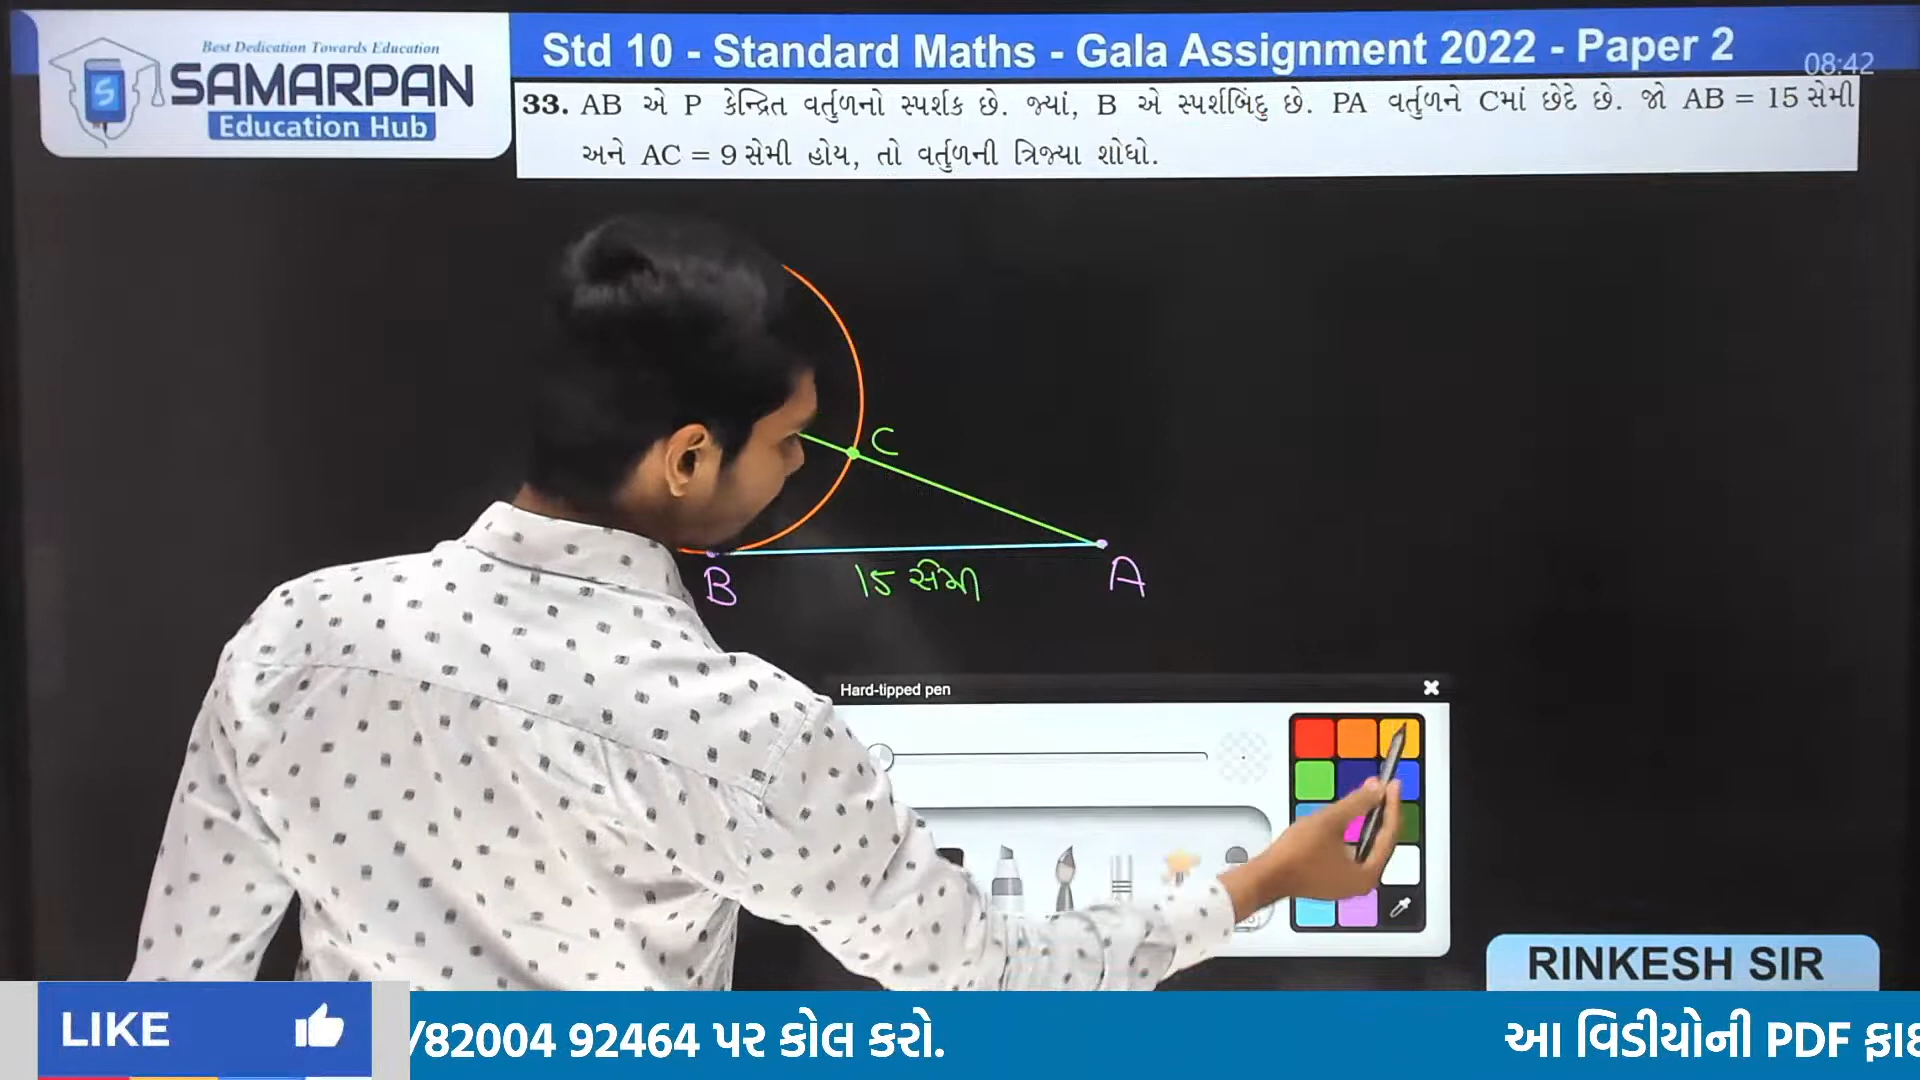 Best Dedication Towards Education
SAMARPAN
Education Hub
S
Std 10 - Standard Maths - Gala Assignment 2022 - Paper 2
08:42
33. AB એ P કેન્દ્રિત વર્તુળનો સ્પર્શક છે. જ્યાં, B એ સ્પર્શબિંદુ છે. PA વર્તુળને Cમાં છેદે છે. જો AB = 15 સેમી
અને AC = 9 સેમી હોય, તો વર્તુળની ત્રિજ્યા શોધો.
C
B
15 સેમી
A
Hard-tipped pen
RINKESH SIR
LIKE
/82004 92464 પર કોલ કરો.
આ વિડીયોની PDF